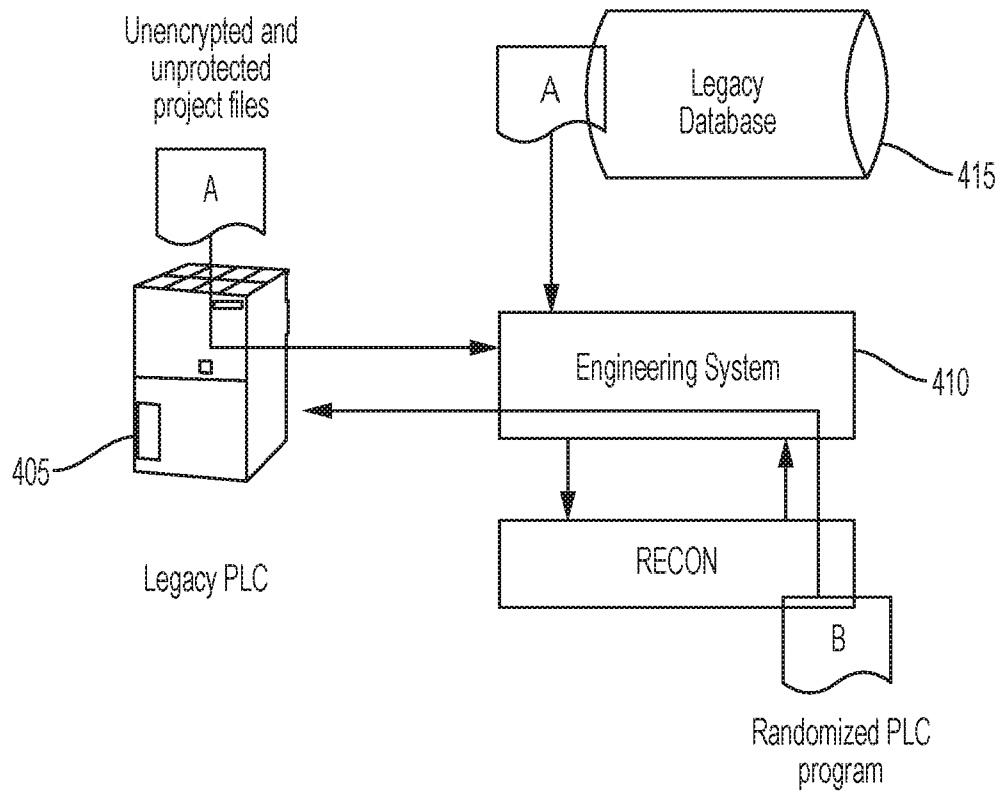 Unencrypted and
unprotected
project files
A
A
Legacy
Database
415
Engineering System
410
405
Legacy PLC
RECON
B
Randomized PLC
program